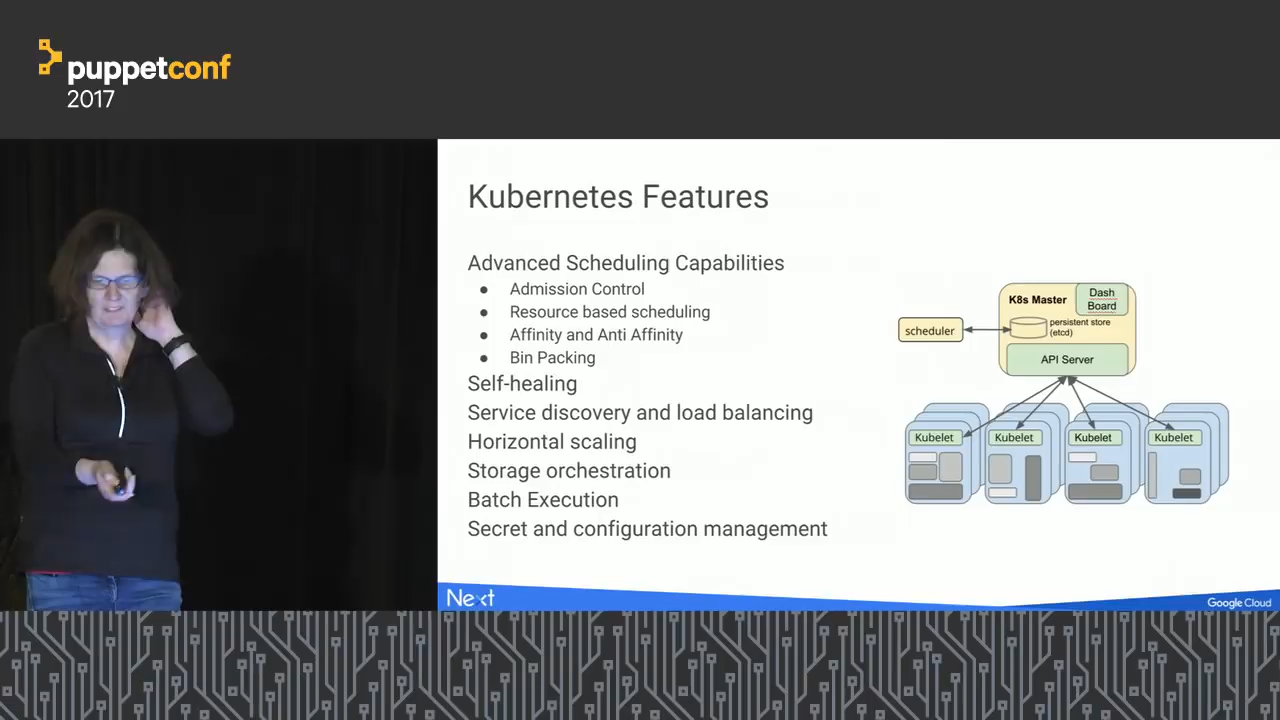 puppetconf
2017
Kubernetes Features
Advanced Scheduling Capabilities
● Admission Control
● Resource based scheduling
● Affinity and Anti Affinity
● Bin Packing
Self-healing
Service discovery and load balancing
Horizontal scaling
Storage orchestration
Batch Execution
Secret and configuration management
K8s Master
Dash
Board
scheduler
persistent store
(etcd)
API Server
Kubelet
Kubelet
Kubelet
Kubelet
Next
Google Cloud